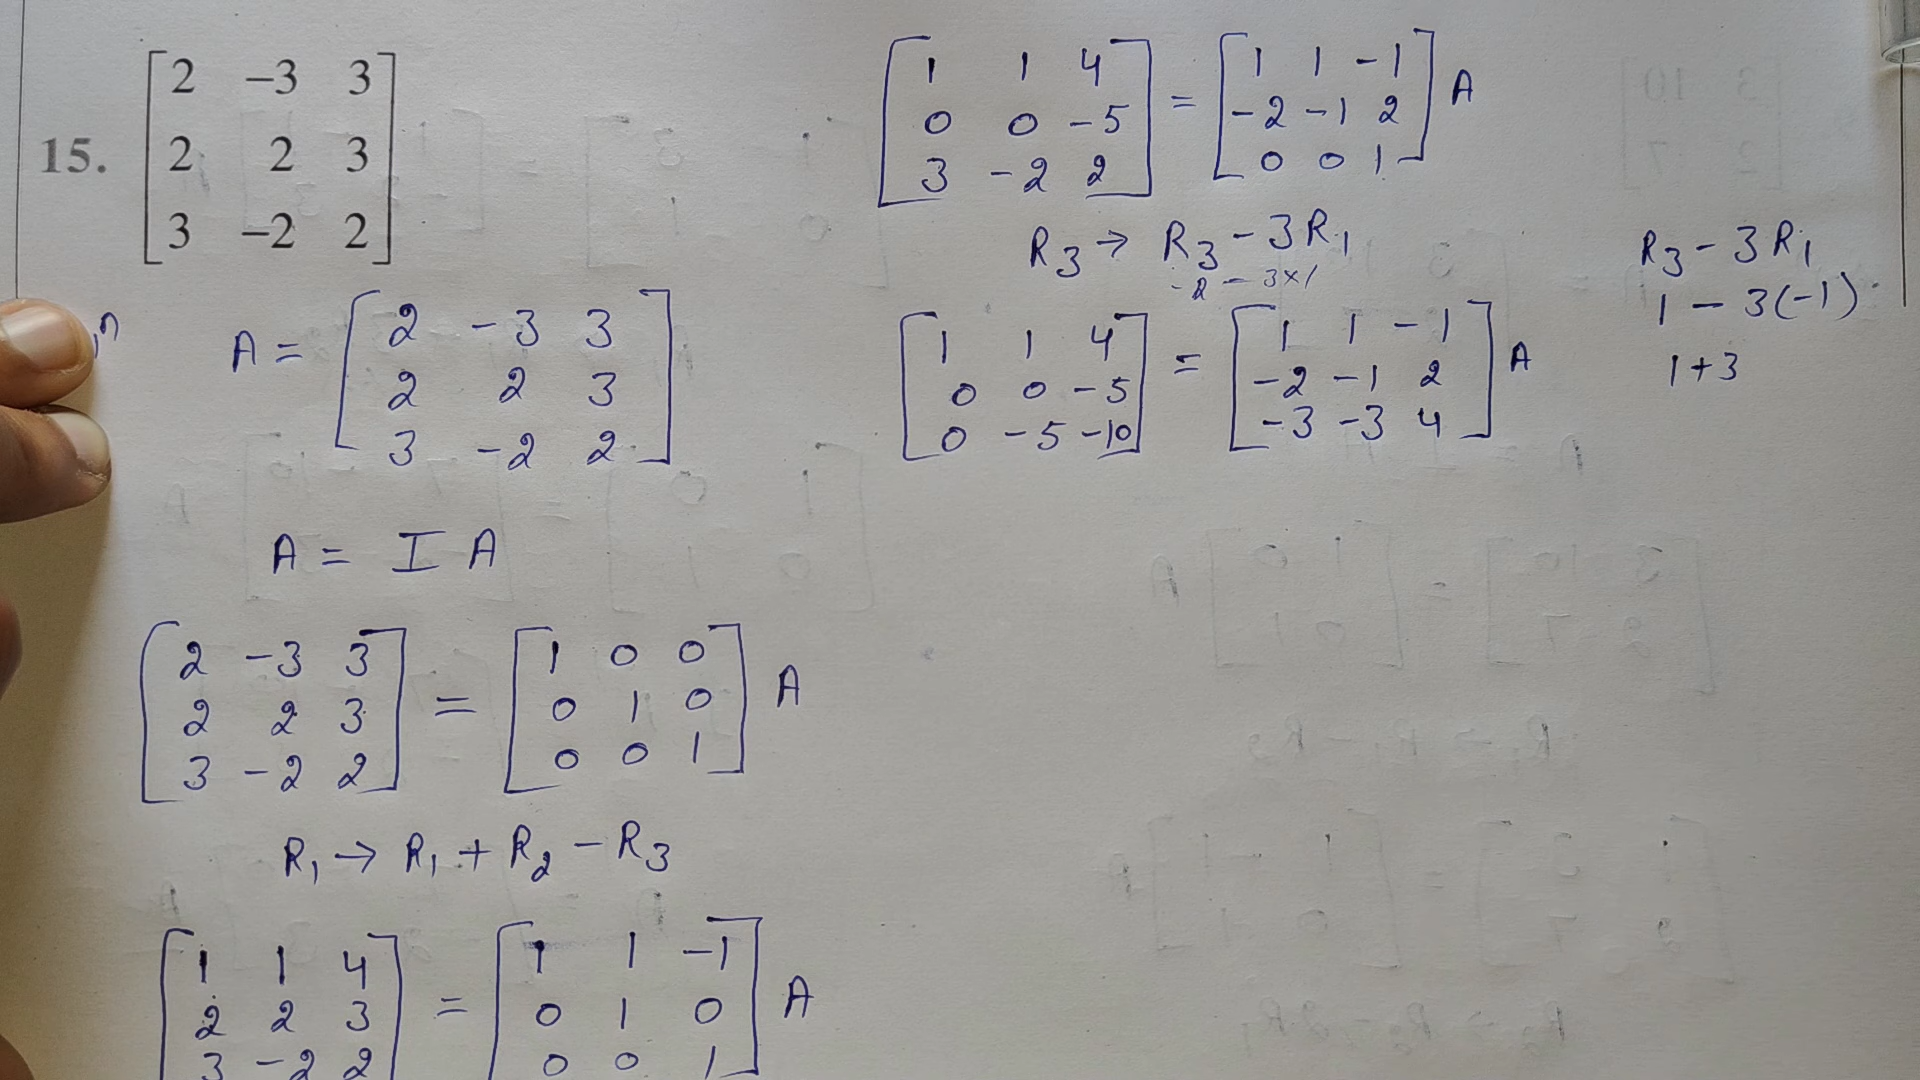 15. [2 -3 3
2 2 3
3 -2 2]
A = [2 -3 3
2 2 3
3 -2 2]
A = I A
[2 -3 3
2 2 3
3 -2 2] = [1 0 0
0 1 0
0 0 1] A
R1 → R1 + R2 - R3
[1 1 4
2 2 3
3 -2 2] = [1 1 -1
0 1 0
0 0 1] A
[1 1 4
0 0 -5
3 -2 2] = [1 1 -1
-2 -1 2
0 0 1] A
R3 → R3 - 3R1
-2 - 3×1
[1 1 4
0 0 -5
0 -5 -10] = [1 1 -1
-2 -1 2
-3 -3 4] A
R3 - 3R1
1 - 3(-1)
1+3